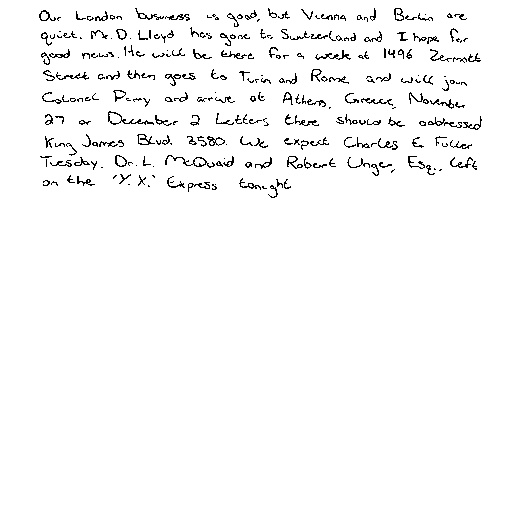 Our London business is good, but Vienna and Berlin are
quiet. Mr. D. Lloyd has gone to Switzerland and I hope for
good news. He will be there for a week at 1496 Zermott
Street and then goes to Turin and Rome and will join
Colonel Parry and arrive at Athens, Greece, November
27 or December 2 Letters there should be addressed
King James Blvd. 3580. We expect Charles E. Fuller
Tuesday. Dr. L. McQuaid and Robert Unger, Esq., left
on the 'Y. X.' Express tonight